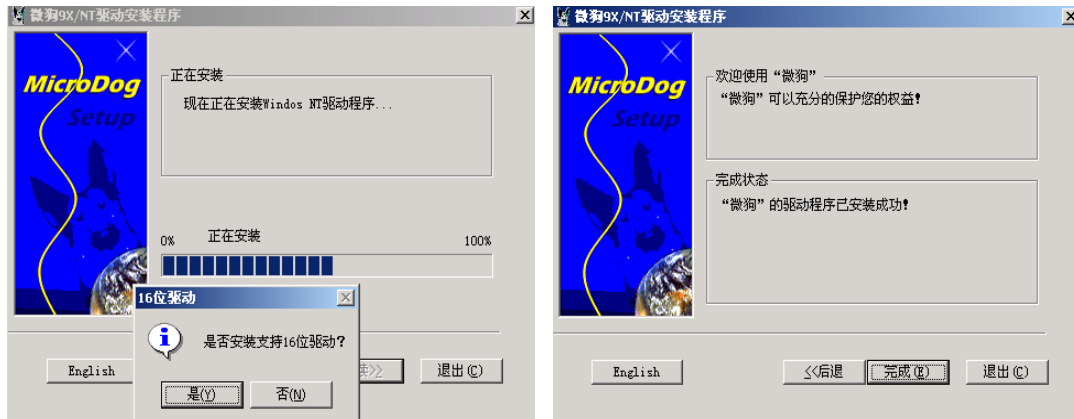 微狗9X/NT驱动安装程序
MicroDog
Setup
正在安装
现在正在安装Windos NT驱动程序...
0%
正在安装
100%
16位驱动
是否安装支持16位驱动?
是(Y)
否(N)
English
续>>
退出(C)
微狗9X/NT驱动安装程序
MicroDog
Setup
欢迎使用“微狗”
“微狗”可以充分的保护您的权益!
完成状态
“微狗”的驱动程序已安装成功!
English
<<后退
完成(F)
退出(C)